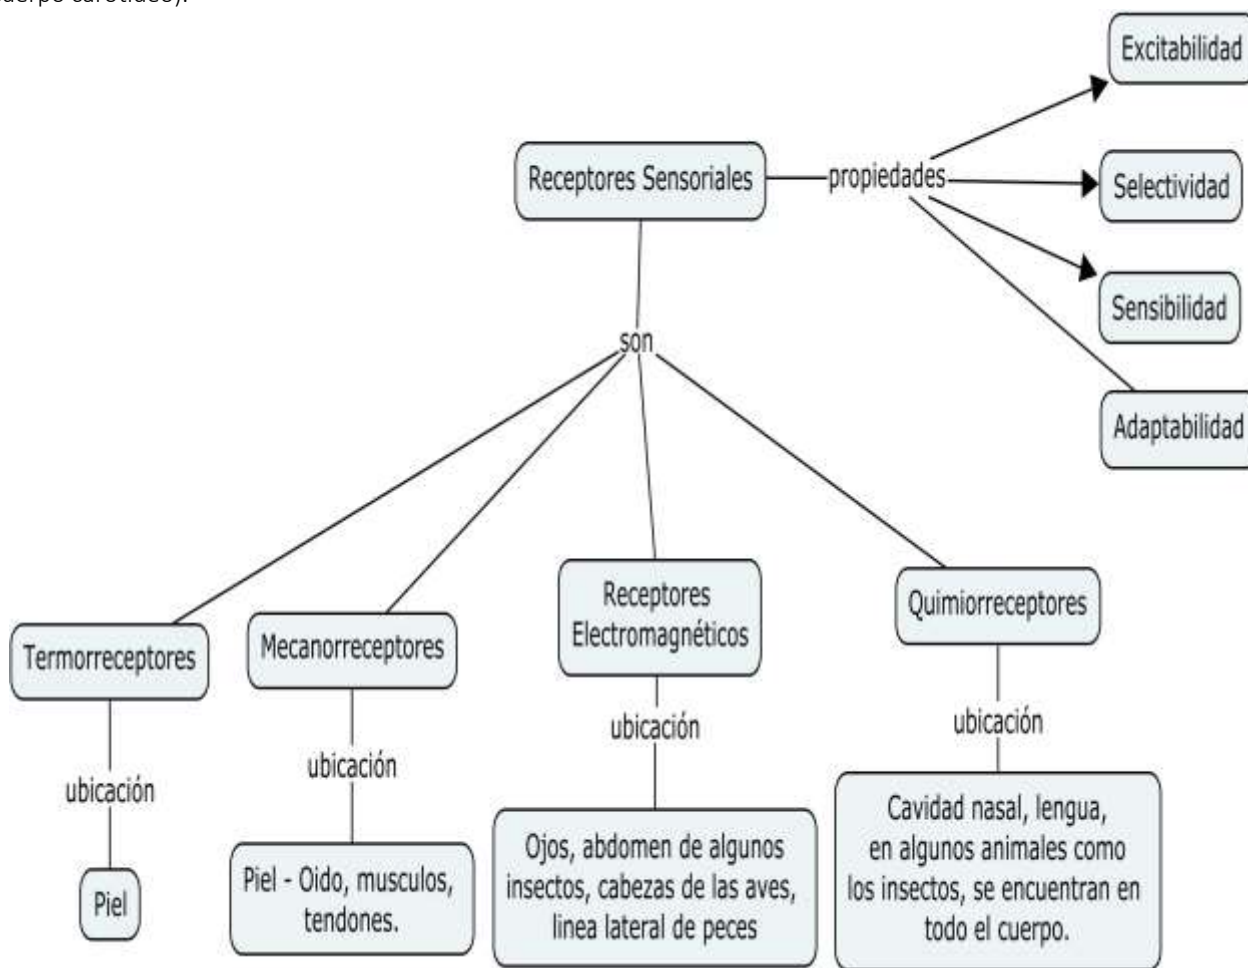 Excitabilidad
Receptores Sensoriales
propiedades
Selectividad
Sensibilidad
son
Adaptabilidad
Termorreceptores
Mecanorreceptores
Receptores
Electromagnéticos
Quimiorreceptores
ubicación
ubicación
ubicación
ubicación
Piel
Piel - Oido, musculos,
tendones.
Ojos, abdomen de algunos
insectos, cabezas de las aves,
linea lateral de peces
Cavidad nasal, lengua,
en algunos animales como
los insectos, se encuentran en
todo el cuerpo.